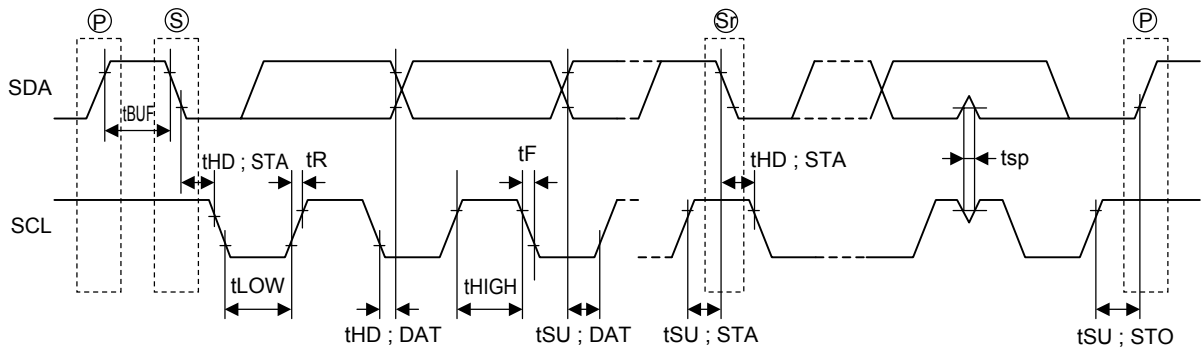 P S Sr P
SDA
tBUF
tHD ; STA tR tF tHD ; STA tsp
SCL
tLOW tHIGH
tHD ; DAT tSU ; DAT tSU ; STA tSU ; STO